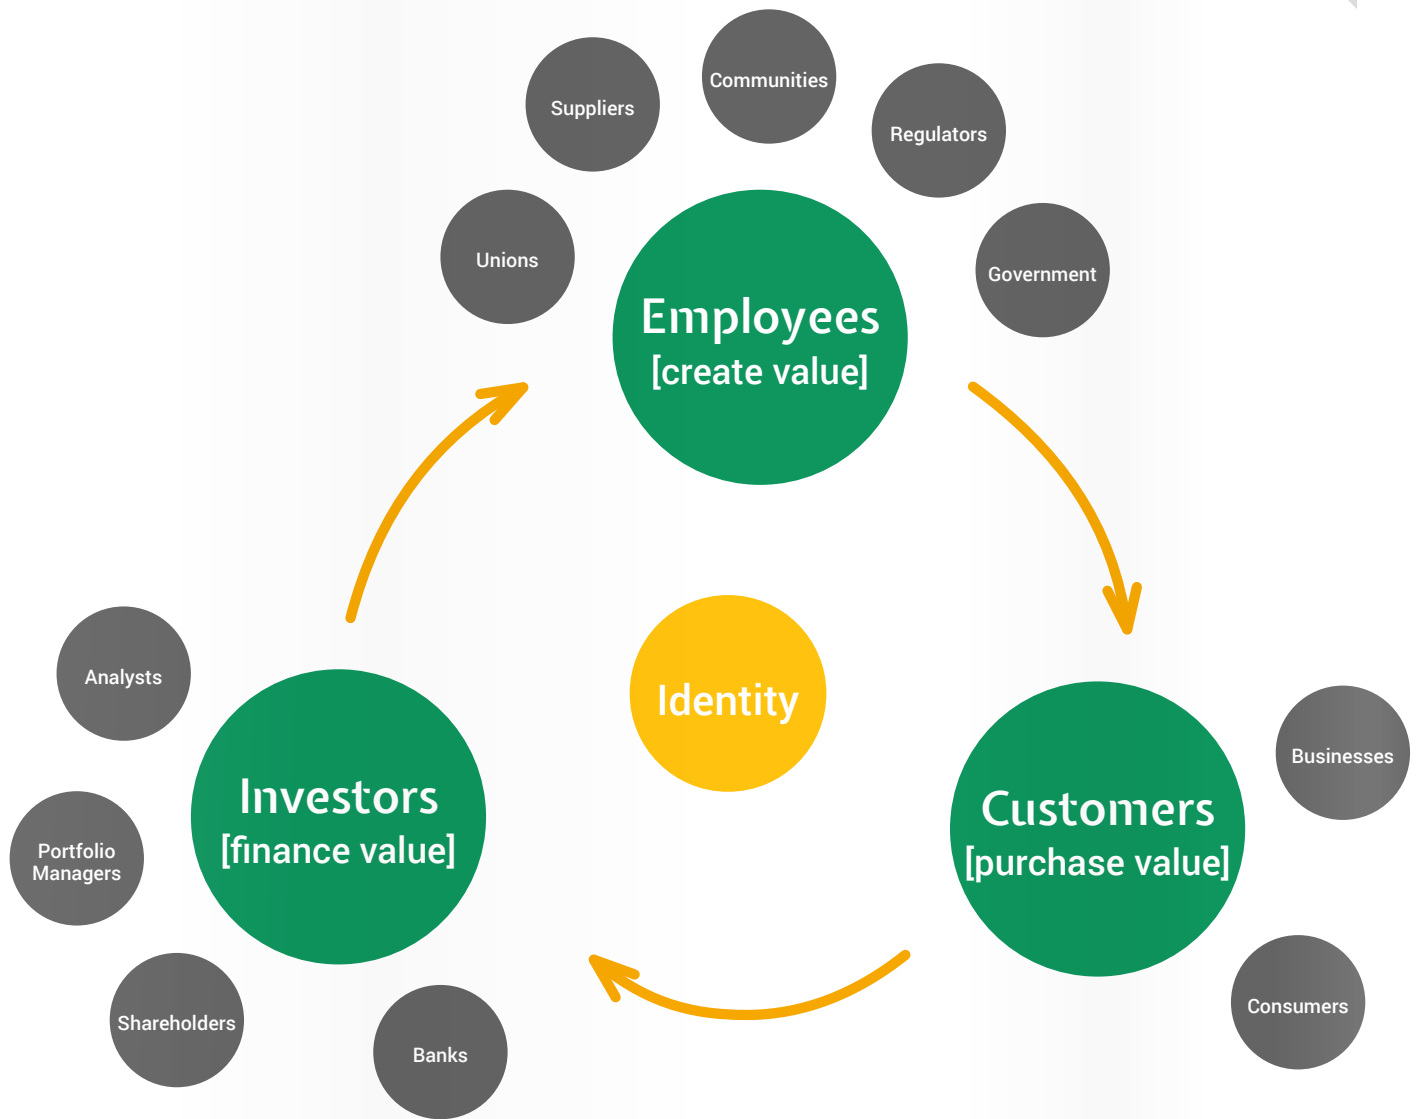 Communities
Suppliers
Regulators
Unions
Government
Employees
[create value]
Identity
Analysts
Investors
[finance value]
Portfolio
Managers
Shareholders
Banks
Customers
[purchase value]
Businesses
Consumers